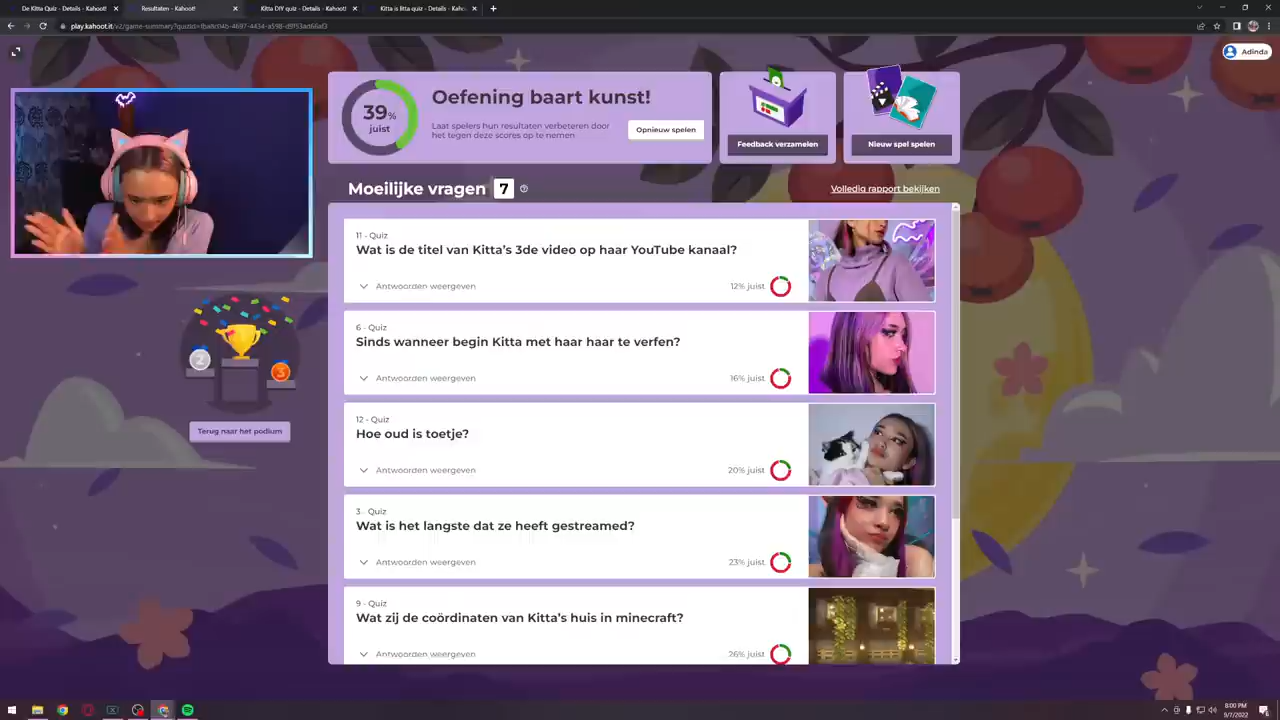 De Kitta Quiz - Details - Kahoot!
Resultaten - Kahoot!
Kitta DIY quiz - Details - Kahoot!
Kitta is litta quiz - Details - Kahoot!
Adinda
39%
juist
Oefening baart kunst!
Laat spelers hun resultaten verbeteren door
het tegen deze scores op te nemen
Opnieuw spelen
Feedback verzamelen
Nieuw spel spelen
Moeilijke vragen 7
Volledig rapport bekijken
11 - Quiz
Wat is de titel van Kitta's 3de video op haar YouTube kanaal?
Antwoorden weergeven
12% juist
6 - Quiz
Sinds wanneer begin Kitta met haar haar te verfen?
Antwoorden weergeven
16% juist
12 - Quiz
Hoe oud is toetje?
Antwoorden weergeven
20% juist
3 - Quiz
Wat is het langste dat ze heeft gestreamed?
Antwoorden weergeven
23% juist
9 - Quiz
Wat zij de coördinaten van Kitta's huis in minecraft?
Antwoorden weergeven
26% juist
2
3
Terug naar het podium
8:00 PM
9/7/2022